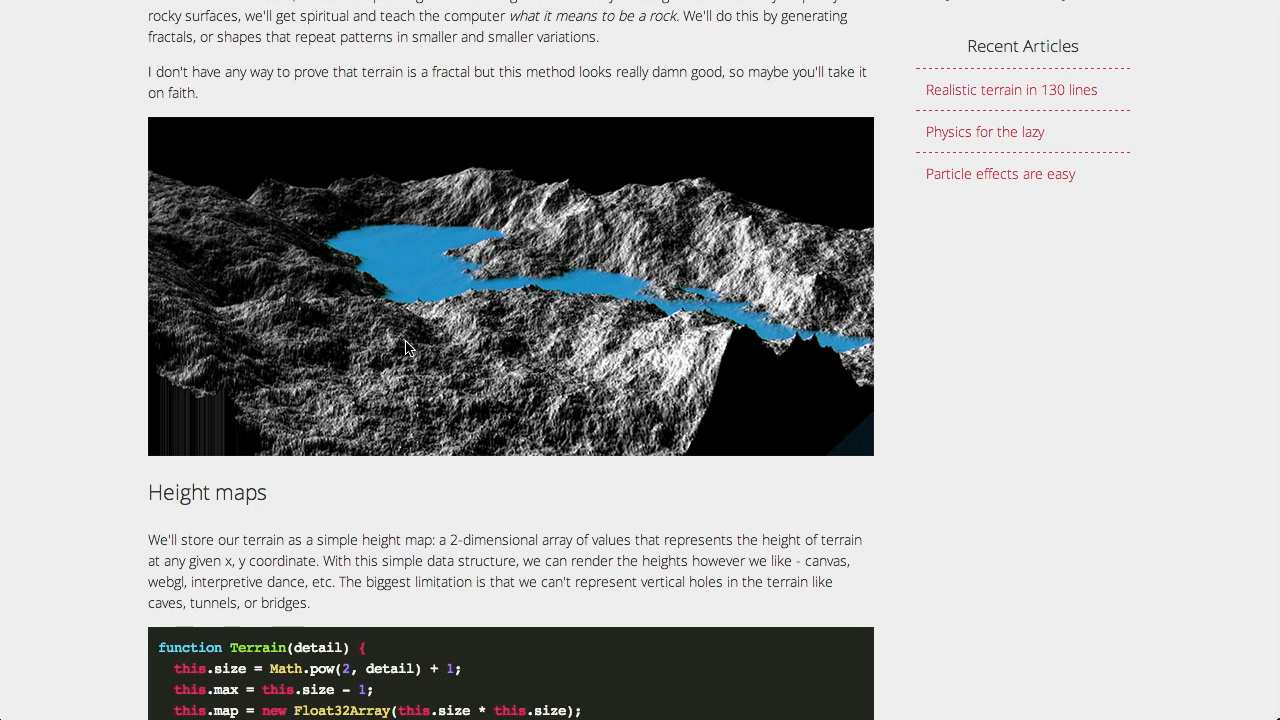 rocky surfaces, we'll get spiritual and teach the computer what it means to be a rock. We'll do this by generating
fractals, or shapes that repeat patterns in smaller and smaller variations.
I don't have any way to prove that terrain is a fractal but this method looks really damn good, so maybe you'll take it
on faith.
Height maps
We'll store our terrain as a simple height map: a 2-dimensional array of values that represents the height of terrain
at any given x, y coordinate. With this simple data structure, we can render the heights however we like - canvas,
webgl, interpretive dance, etc. The biggest limitation is that we can't represent vertical holes in the terrain like
caves, tunnels, or bridges.
function Terrain(detail) {
this.size = Math.pow(2, detail) + 1;
this.max = this.size - 1;
this.map = new Float32Array(this.size * this.size);
Recent Articles
Realistic terrain in 130 lines
Physics for the lazy
Particle effects are easy